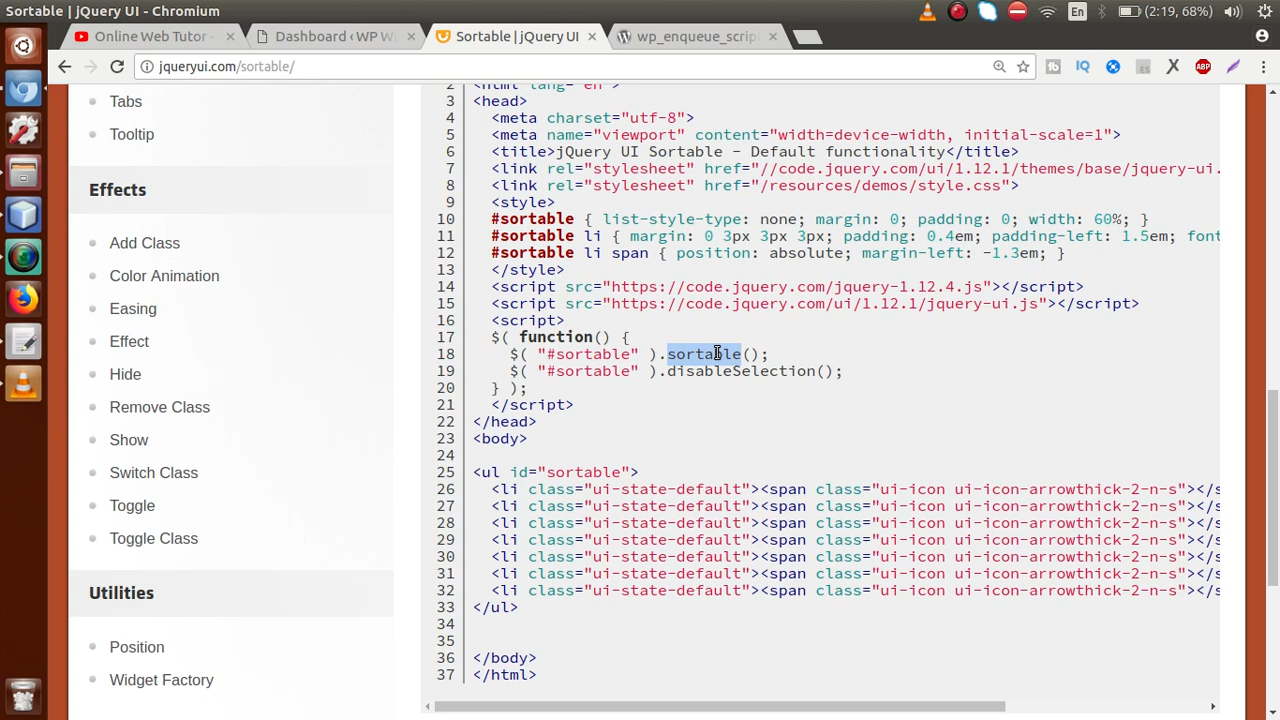 Sortable | jQuery UI - Chromium
En
(2:19, 68%)
Online Web Tutor -
Dashboard ‹ WP W
Sortable | jQuery UI
wp_enqueue_scrip
jqueryui.com/sortable/
IQ
ABP
Tabs
Tooltip
Effects
Add Class
Color Animation
Easing
Effect
Hide
Remove Class
Show
Switch Class
Toggle
Toggle Class
Utilities
Position
Widget Factory
2 <html lang="en">
3 <head>
4 <meta charset="utf-8">
5 <meta name="viewport" content="width=device-width, initial-scale=1">
6 <title>jQuery UI Sortable - Default functionality</title>
7 <link rel="stylesheet" href="//code.jquery.com/ui/1.12.1/themes/base/jquery-ui.
8 <link rel="stylesheet" href="/resources/demos/style.css">
9 <style>
10 #sortable { list-style-type: none; margin: 0; padding: 0; width: 60%; }
11 #sortable li { margin: 0 3px 3px 3px; padding: 0.4em; padding-left: 1.5em; font
12 #sortable li span { position: absolute; margin-left: -1.3em; }
13 </style>
14 <script src="https://code.jquery.com/jquery-1.12.4.js"></script>
15 <script src="https://code.jquery.com/ui/1.12.1/jquery-ui.js"></script>
16 <script>
17 $( function() {
18 $( "#sortable" ).sortable();
19 $( "#sortable" ).disableSelection();
20 } );
21 </script>
22 </head>
23 <body>
24
25 <ul id="sortable">
26 <li class="ui-state-default"><span class="ui-icon ui-icon-arrowthick-2-n-s"></s
27 <li class="ui-state-default"><span class="ui-icon ui-icon-arrowthick-2-n-s"></s
28 <li class="ui-state-default"><span class="ui-icon ui-icon-arrowthick-2-n-s"></s
29 <li class="ui-state-default"><span class="ui-icon ui-icon-arrowthick-2-n-s"></s
30 <li class="ui-state-default"><span class="ui-icon ui-icon-arrowthick-2-n-s"></s
31 <li class="ui-state-default"><span class="ui-icon ui-icon-arrowthick-2-n-s"></s
32 <li class="ui-state-default"><span class="ui-icon ui-icon-arrowthick-2-n-s"></s
33 </ul>
34
35
36 </body>
37 </html>